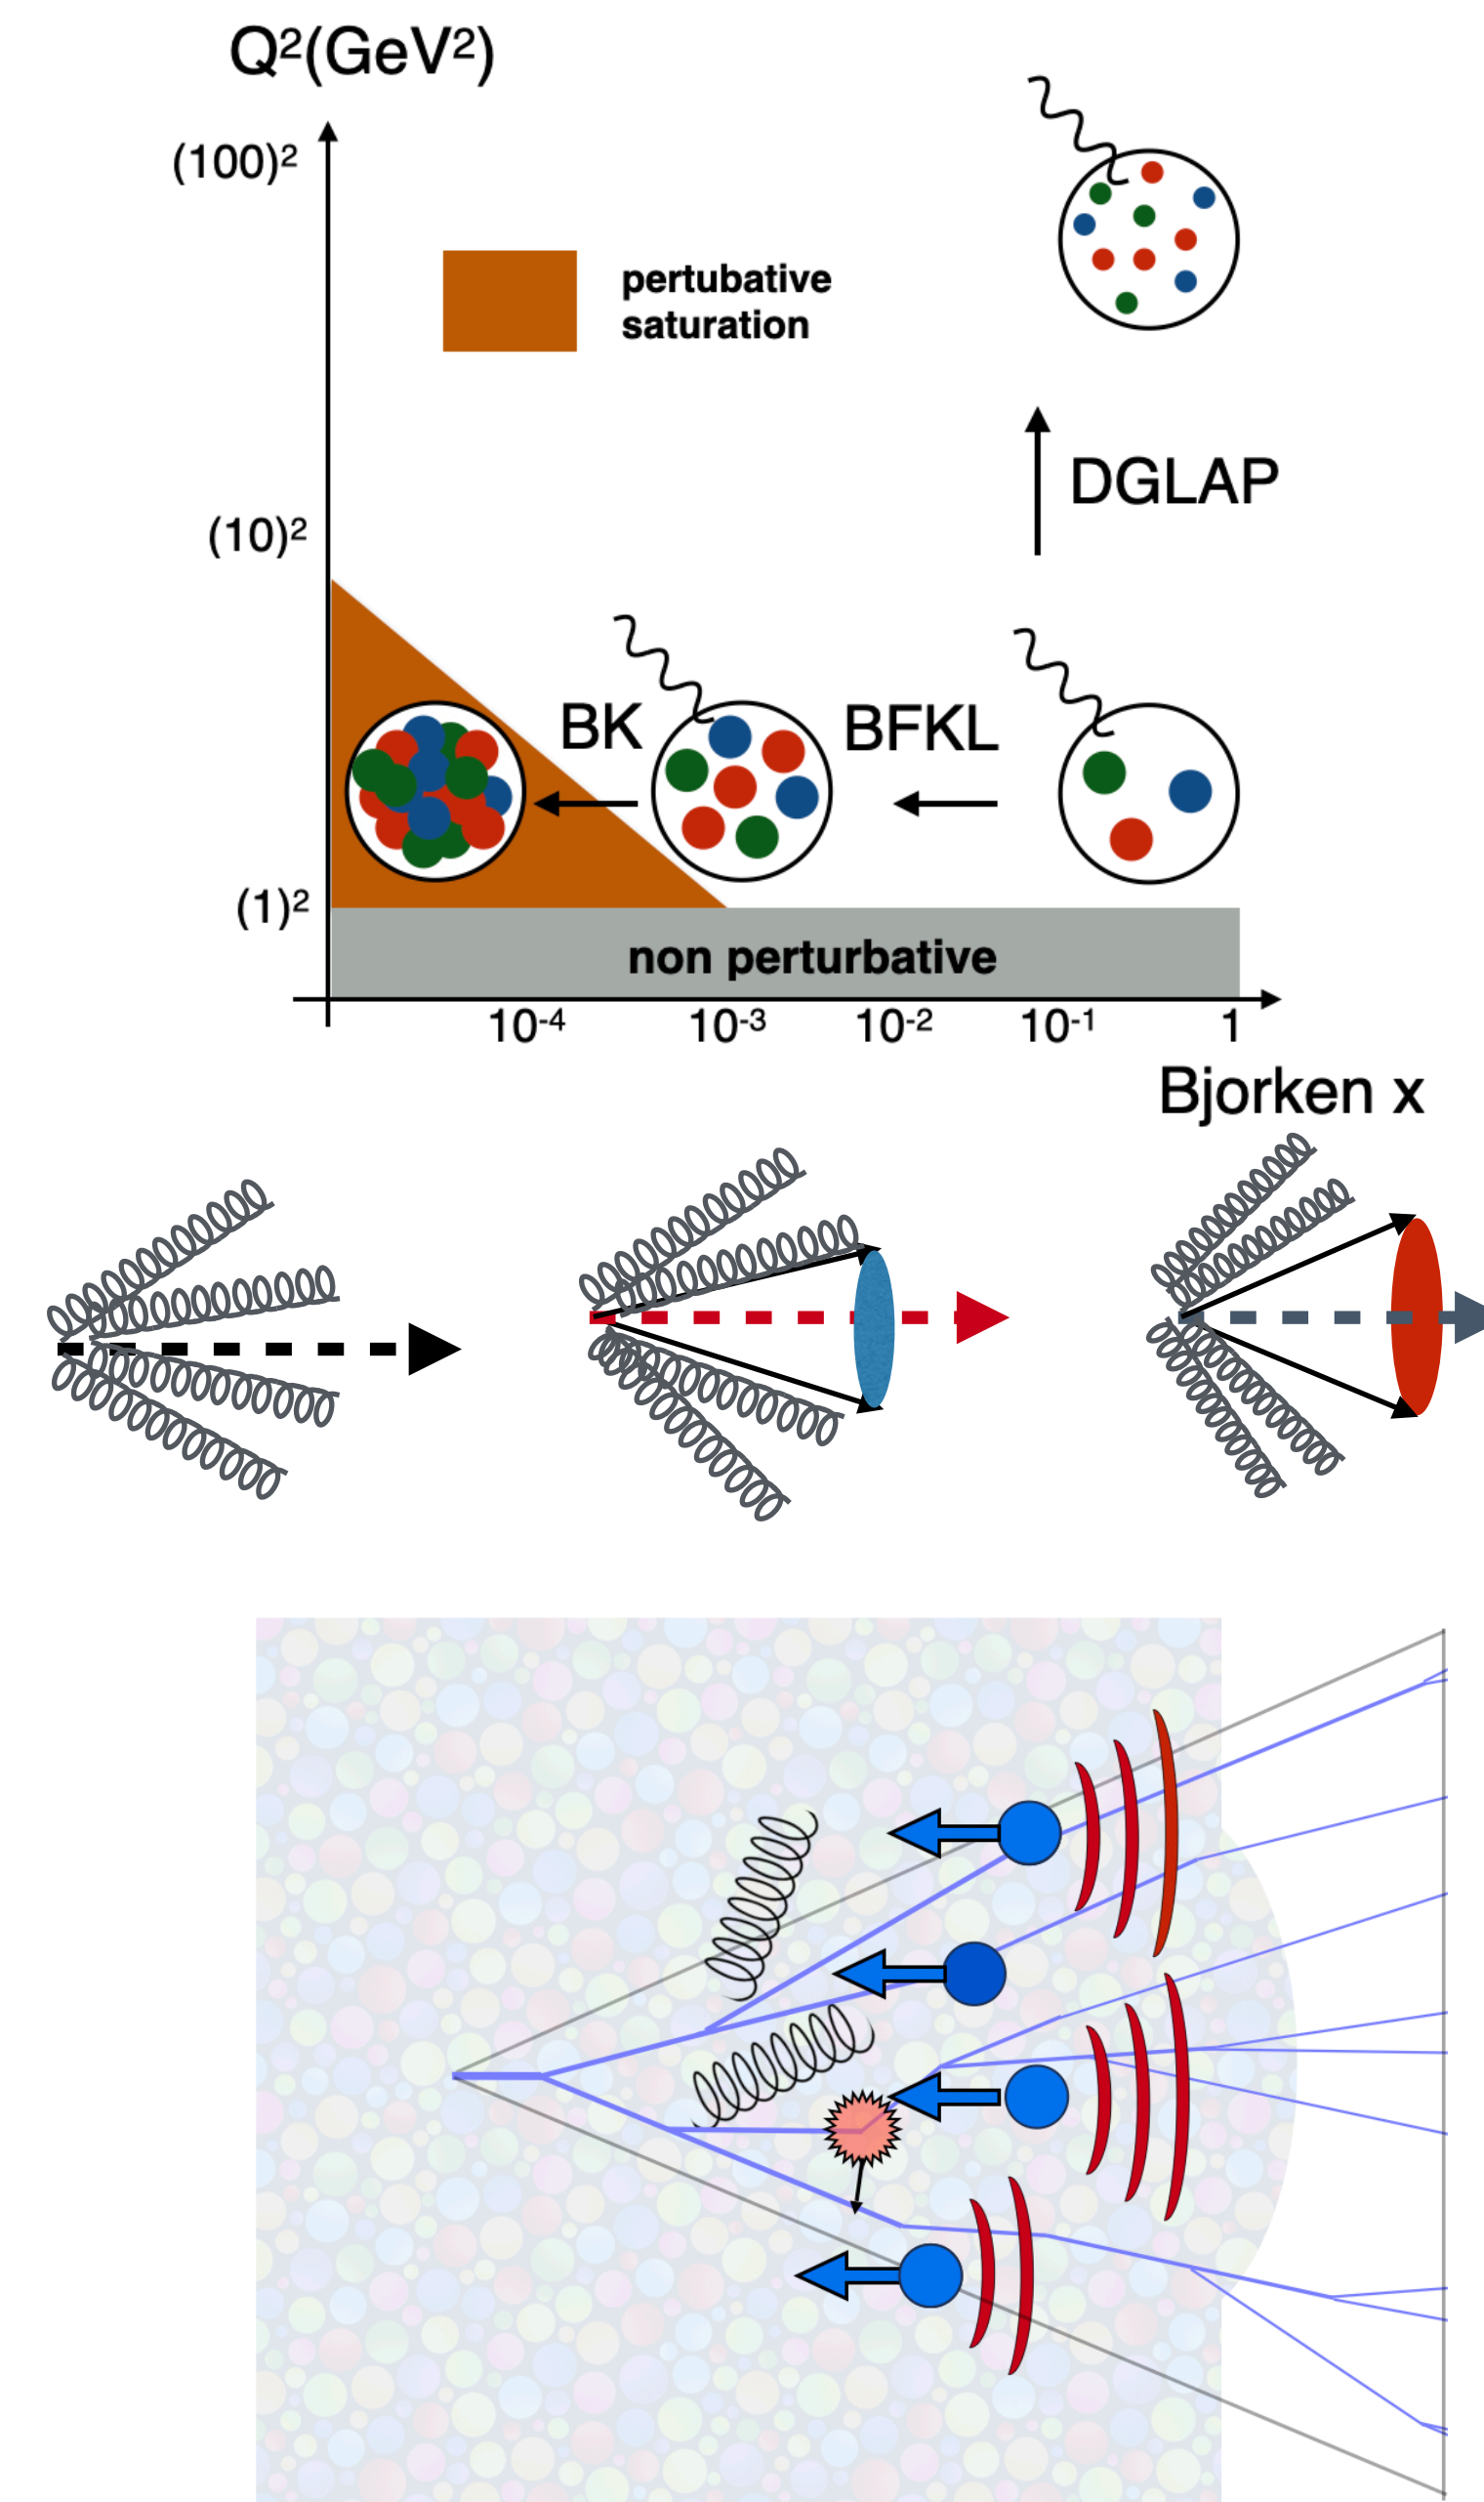 Q²(GeV²)
(100)²
pertubative
saturation
DGLAP
(10)²
BK
BFKL
(1)²
non perturbative
10⁻⁴ 10⁻³ 10⁻² 10⁻¹ 1
Bjorken x